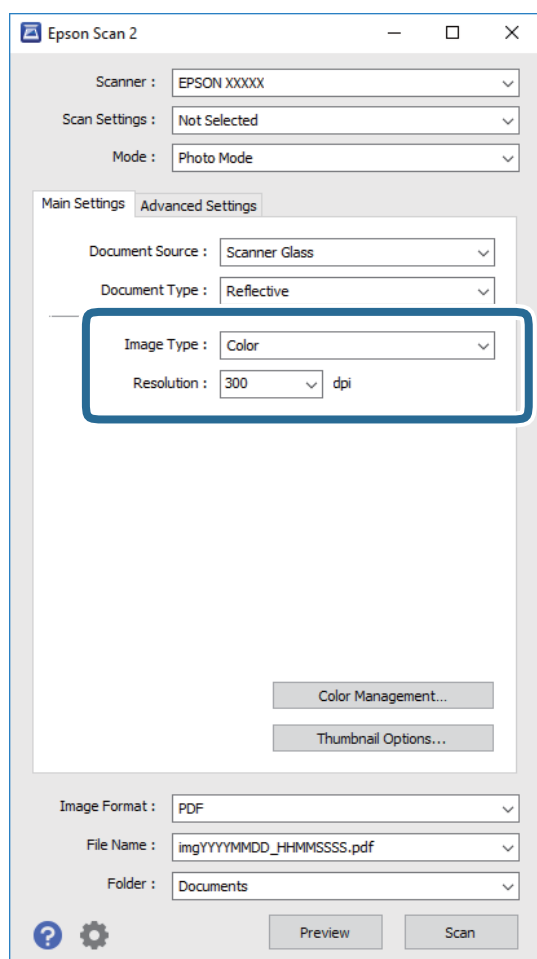 Epson Scan 2
Scanner : EPSON XXXXX
Scan Settings : Not Selected
Mode : Photo Mode
Main Settings Advanced Settings
Document Source : Scanner Glass
Document Type : Reflective
Image Type : Color
Resolution : 300 dpi
Color Management...
Thumbnail Options...
Image Format : PDF
File Name : imgYYYYMMDD_HHMMSSSS.pdf
Folder : Documents
? Preview Scan